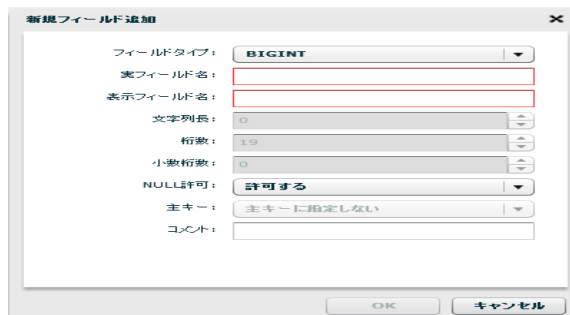 新規フィールド追加
フィールドタイプ: BIGINT
実フィールド名:
表示フィールド名:
文字列長: 0
桁数: 19
小数桁数: 0
NULL許可: 許可する
主キー: 主キーに指定しない
コメント:
OK キャンセル